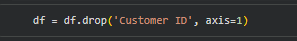 df = df.drop('Customer ID', axis=1)